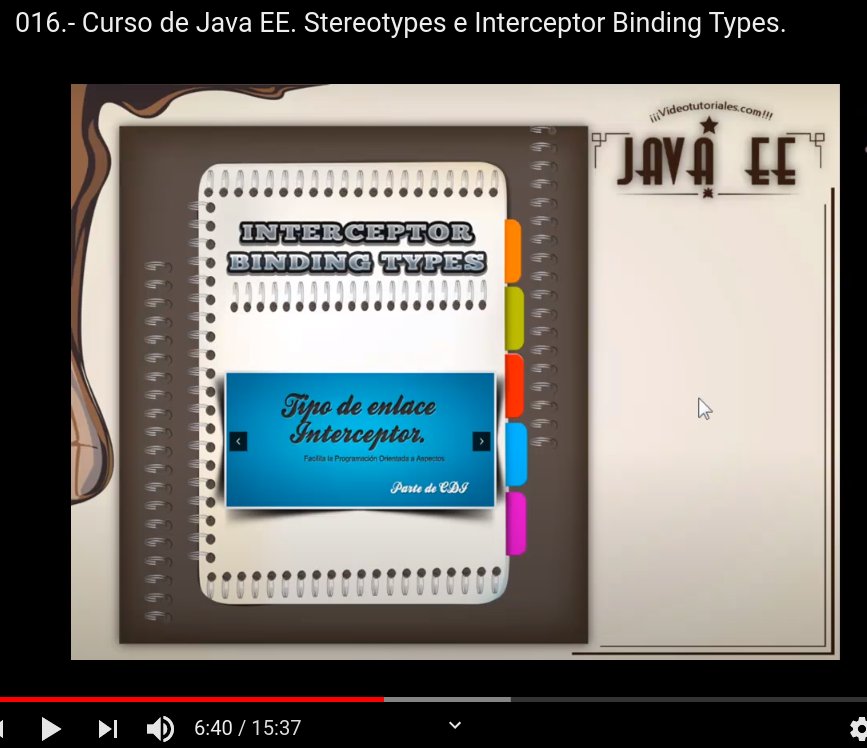 016.- Curso de Java EE. Stereotypes e Interceptor Binding Types.
¡¡¡Videotutoriales.com!!!
JAVA EE
INTERCEPTOR
BINDING TYPES
Tipo de enlace
Interceptor.
Facilita la Programación Orientada a Aspectos
Parte de CDI
6:40 / 15:37